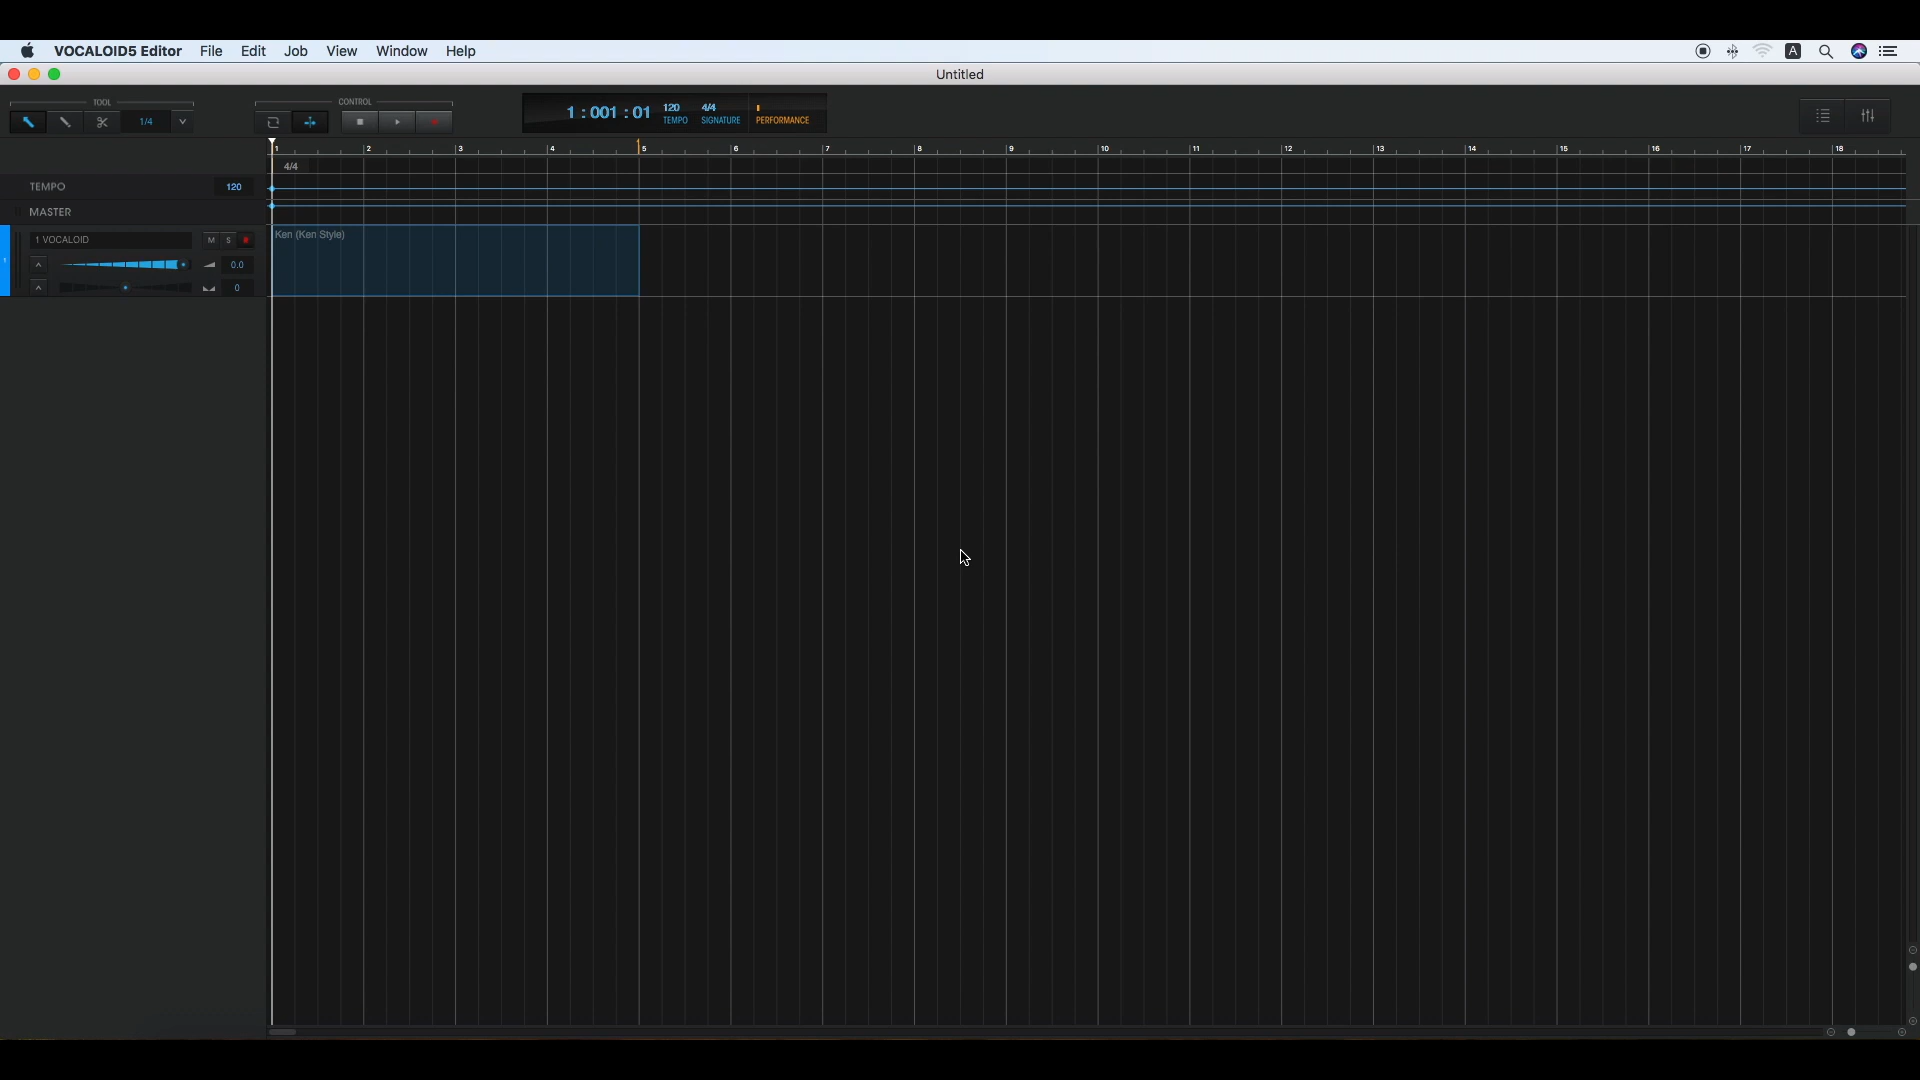 VOCALOID5 Editor File Edit Job View Window Help A
Untitled
TOOL
1/4
CONTROL
1 : 001 : 01
120
TEMPO
4/4
SIGNATURE
PERFORMANCE
1 2 3 4 5 6 7 8 9 10 11 12 13 14 15 16 17 18
4/4
TEMPO 120
MASTER
1
1 VOCALOID M S
0.0
0
Ken (Ken Style)